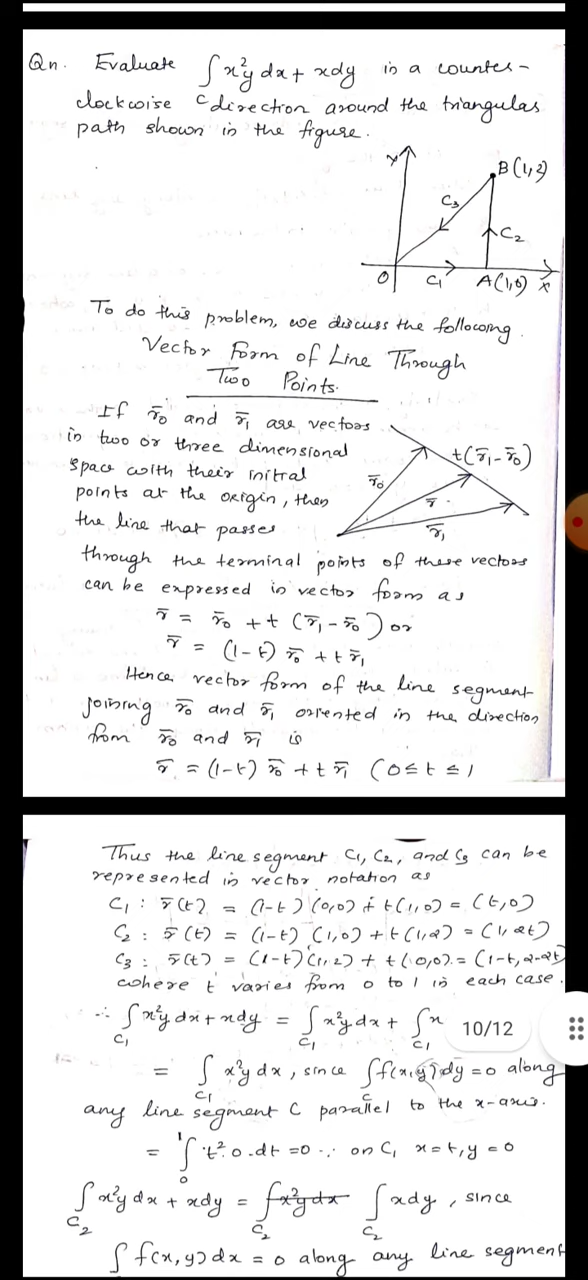 Qn. Evaluate ∫x²y dx + xdy in a counter-
clockwise c direction around the triangular
path shown in the figure.
Y
B(1,2)
C3
C2
O C1 A(1,0) X
To do this problem, we discuss the following.
Vector Form of Line Through
Two Points.
If r̄0 and r̄1 are vectors
in two or three dimensional
space with their initial
points at the origin, then
the line that passes
t(r̄1-r̄0)
r̄0
r̄
r̄1
through the terminal points of these vectors
can be expressed in vector form as
r̄ = r̄0 + t (r̄1-r̄0) or
r̄ = (1-t) r̄0 + t r̄1
Hence vector form of the line segment
joining r̄0 and r̄1 oriented in the direction
from r̄0 and r̄1 is
r̄ = (1-t) r̄0 + t r̄1 (0≤t≤1
Thus the line segment C1, C2, and C3 can be
represented in vector notation as
C1 : r̄(t) = (1-t)(0,0) + t(1,0) = (t,0)
C2 : r̄(t) = (1-t) (1,0) + t(1,2) = (1,2t)
C3 : r̄(t) = (1-t)(1,2) + t(0,0) = (1-t,2-2t)
where t varies from 0 to 1 in each case.
∴ ∫x²y dx + xdy = ∫x²y dx + ∫x
C1 C1 C1
10/12
= ∫ x²y dx, since ∫f(x,y)dy = 0 along
C1 C
any line segment C parallel to the x-axis.
= ∫ t².0.dt = 0 ∵ on C1 x=t, y=0
1
0
∫x²y dx + xdy = ∫x²y dx ∫xdy, since
C2 C2 C2
∫f(x,y)dx = 0 along any line segment